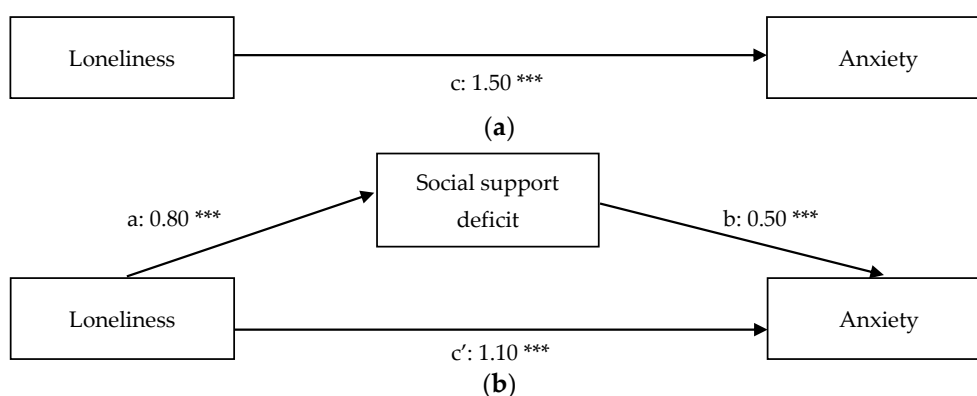 Loneliness
Anxiety
c: 1.50 ***
(a)
Social support
deficit
a: 0.80 ***
b: 0.50 ***
Loneliness
Anxiety
c’: 1.10 ***
(b)